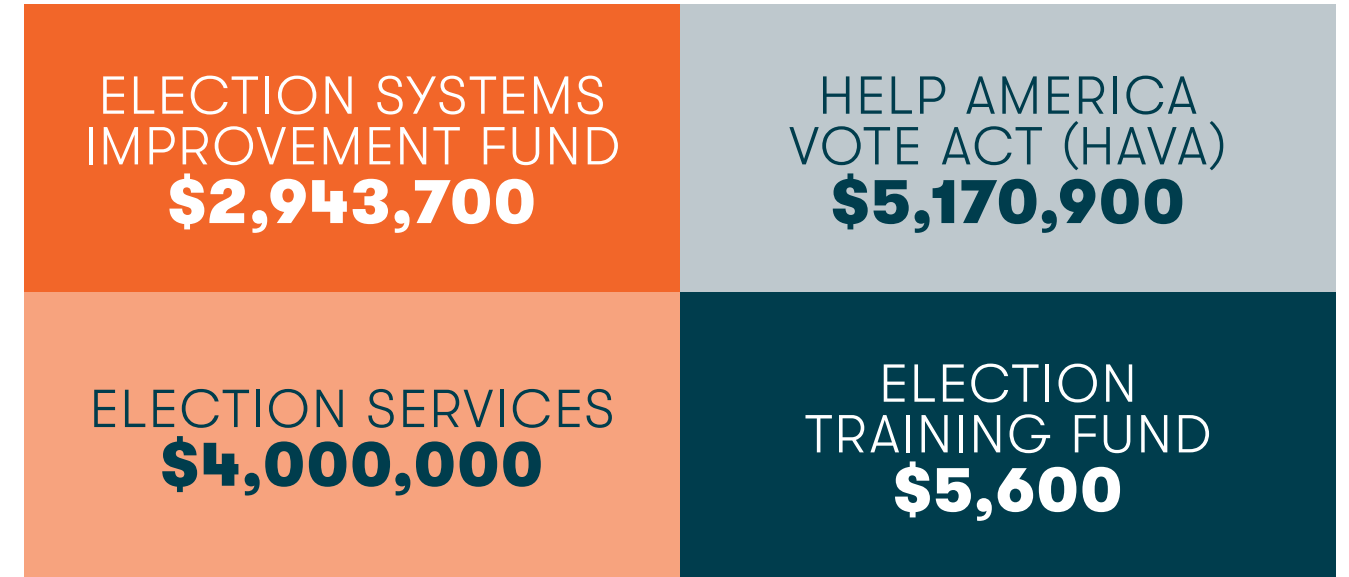 ELECTION SYSTEMS
IMPROVEMENT FUND
$2,943,700
HELP AMERICA
VOTE ACT (HAVA)
$5,170,900
ELECTION SERVICES
$4,000,000
ELECTION
TRAINING FUND
$5,600